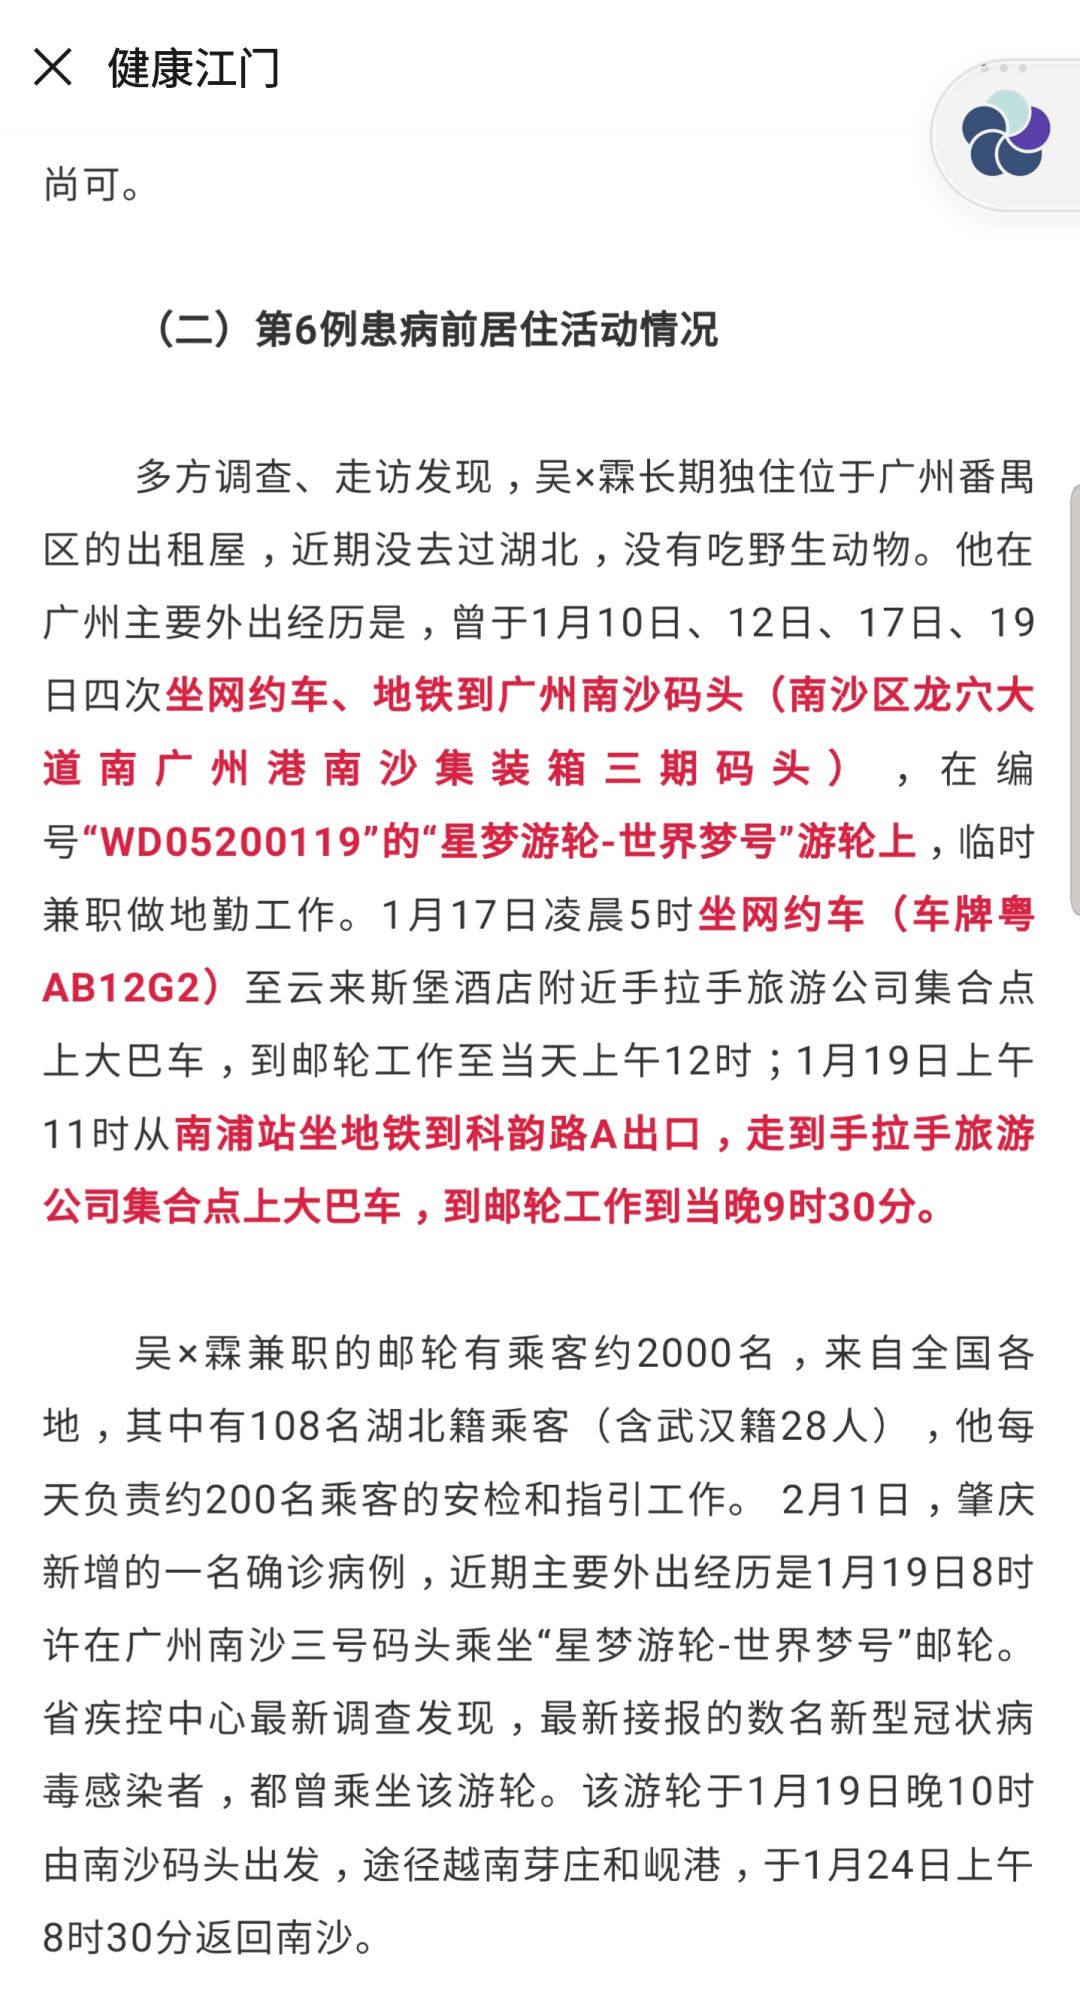 健康江门
尚可。
（二）第6例患病前居住活动情况
多方调查、走访发现，吴×霖长期独住位于广州番禺
区的出租屋，近期没去过湖北，没有吃野生动物。他在
广州主要外出经历是，曾于1月10日、12日、17日、19
日四次坐网约车、地铁到广州南沙码头（南沙区龙穴大
道南广州港南沙集装箱三期码头），在编
号“WD05200119”的“星梦游轮-世界梦号”游轮上，临时
兼职做地勤工作。1月17日凌晨5时坐网约车（车牌粤
AB12G2）至云来斯堡酒店附近手拉手旅游公司集合点
上大巴车，到邮轮工作至当天上午12时；1月19日上午
11时从南浦站坐地铁到科韵路A出口，走到手拉手旅游
公司集合点上大巴车，到邮轮工作到当晚9时30分。
吴×霖兼职的邮轮有乘客约2000名，来自全国各
地，其中有108名湖北籍乘客（含武汉籍28人），他每
天负责约200名乘客的安检和指引工作。 2月1日，肇庆
新增的一名确诊病例，近期主要外出经历是1月19日8时
许在广州南沙三号码头乘坐“星梦游轮-世界梦号”邮轮。
省疾控中心最新调查发现，最新接报的数名新型冠状病
毒感染者，都曾乘坐该游轮。该游轮于1月19日晚10时
由南沙码头出发，途径越南芽庄和岘港，于1月24日上午
8时30分返回南沙。